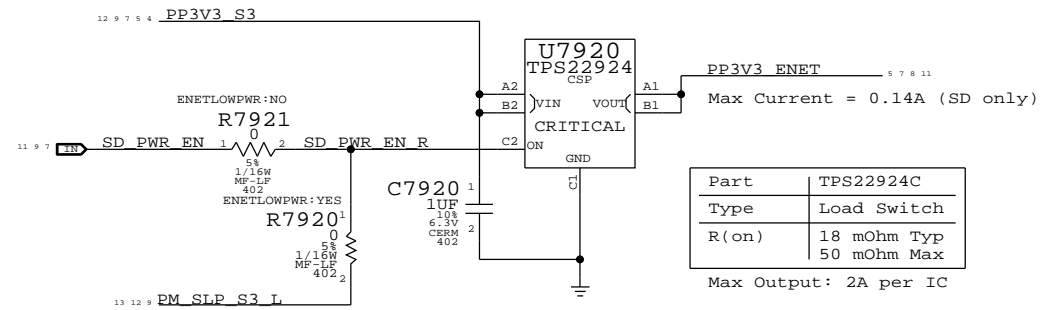 12 9 7 5 4 PP3V3_S3
U7920
TPS22924
CSP
A2
B2
VIN
VOUT
A1
B1
PP3V3_ENET
5 7 8 11
Max Current = 0.14A (SD only)
CRITICAL
C2
ON
GND
C1
ENETLOWPWR:NO
R7921
0
11 9 7 IN SD_PWR_EN 1 2 SD_PWR_EN_R
5%
1/16W
MF-LF
402
ENETLOWPWR:YES
R7920
1
0
5%
1/16W
MF-LF
402
2
C7920
1
1UF
10%
6.3V
CERM
402
2
13 12 9 PM_SLP_S3_L
Part TPS22924C
Type Load Switch
R(on) 18 mOhm Typ
50 mOhm Max
Max Output: 2A per IC